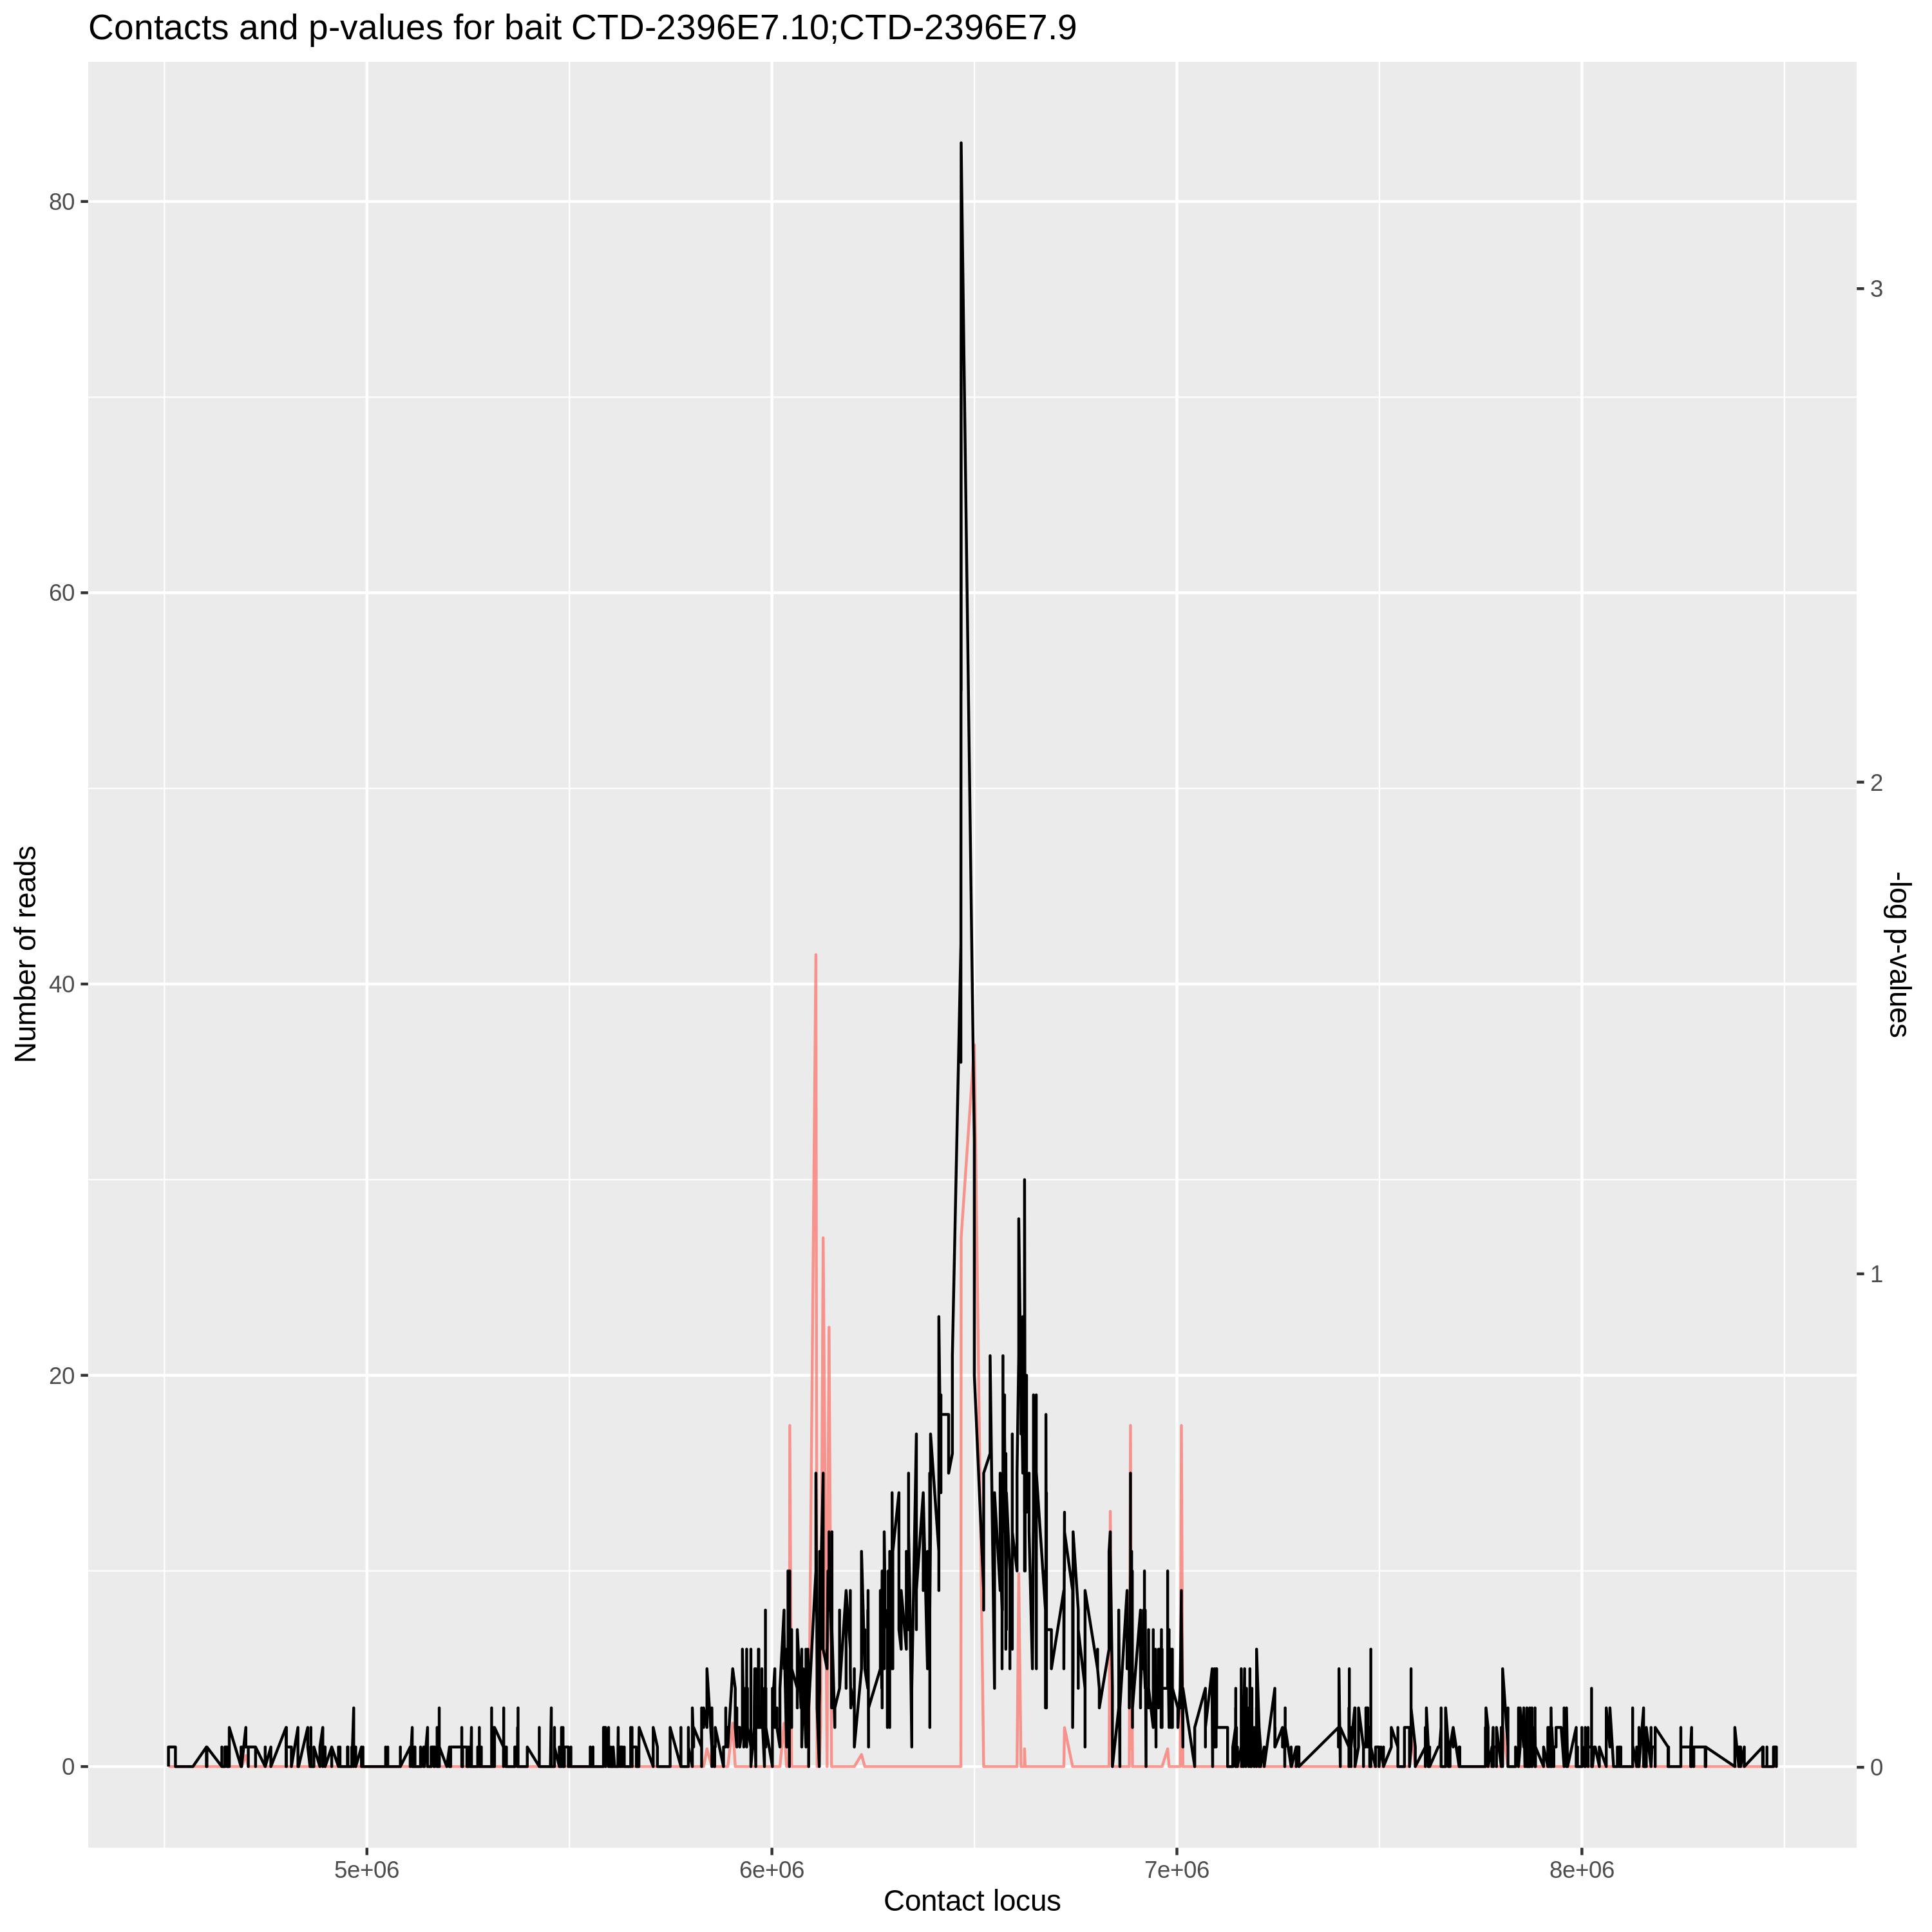 Contacts and p-values for bait CTD-2396E7.10;CTD-2396E7.9
80
60
40
20
0
Number of reads
3
2
1
0
-log p-values
5e+06
6e+06
7e+06
8e+06
Contact locus